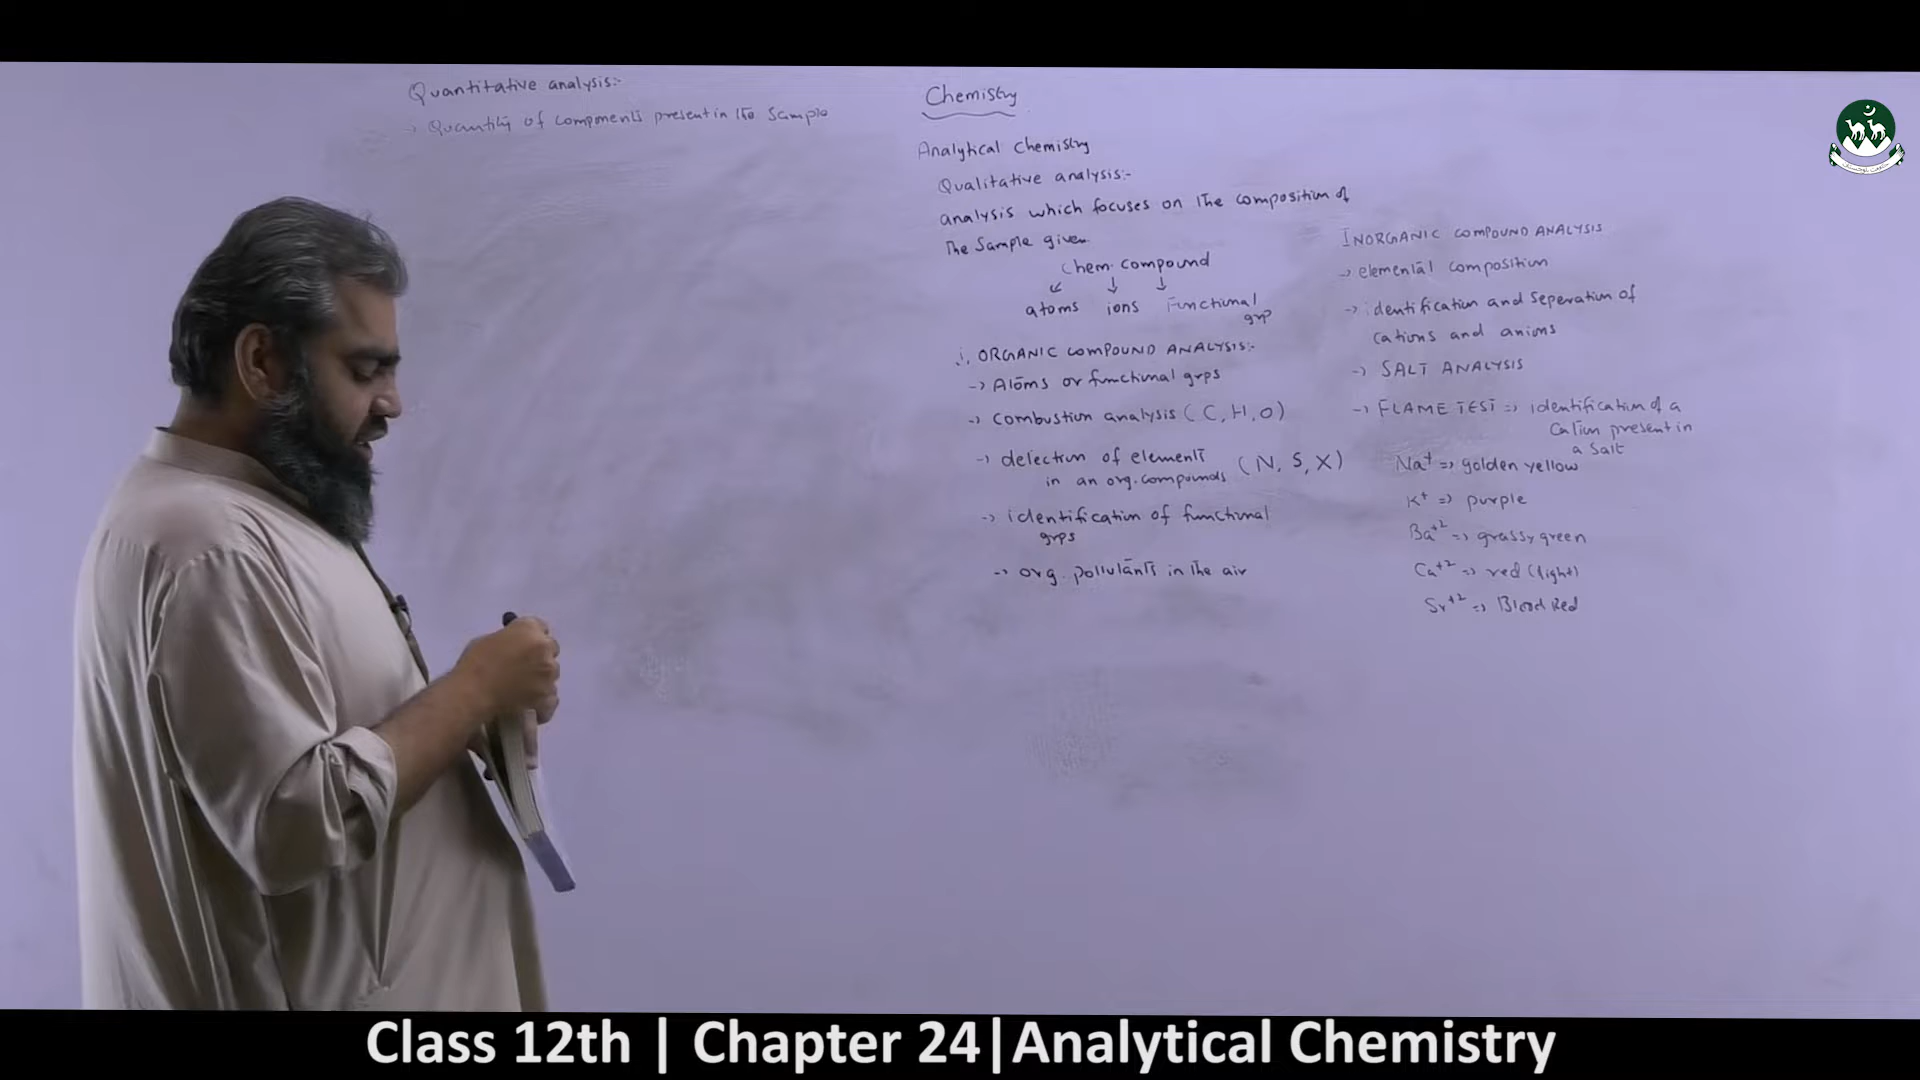 Quantitative analysis:-
→ Quantity of components present in the sample
Chemistry
Analytical chemistry
Qualitative analysis:-
analysis which focuses on the composition of
The Sample given
Chem. compound
atoms ions Functional
grp
i. ORGANIC COMPOUND ANALYSIS:-
→ Atoms or functional grps
→ combustion analysis (C, H, O)
→ detection of element
in an org. compounds (N, S, X)
→ identification of functional
grps
→ org. pollutants in the air
INORGANIC COMPOUND ANALYSIS
→ elemental composition
→ identification and seperation of
cations and anions
→ SALT ANALYSIS
→ FLAME TEST => identification of a
cation present in
a salt
Na⁺ => golden yellow
K⁺ => purple
Ba⁺² => grassy green
Ca⁺² => red (light)
Sr⁺² => Blood Red
Class 12th | Chapter 24|Analytical Chemistry